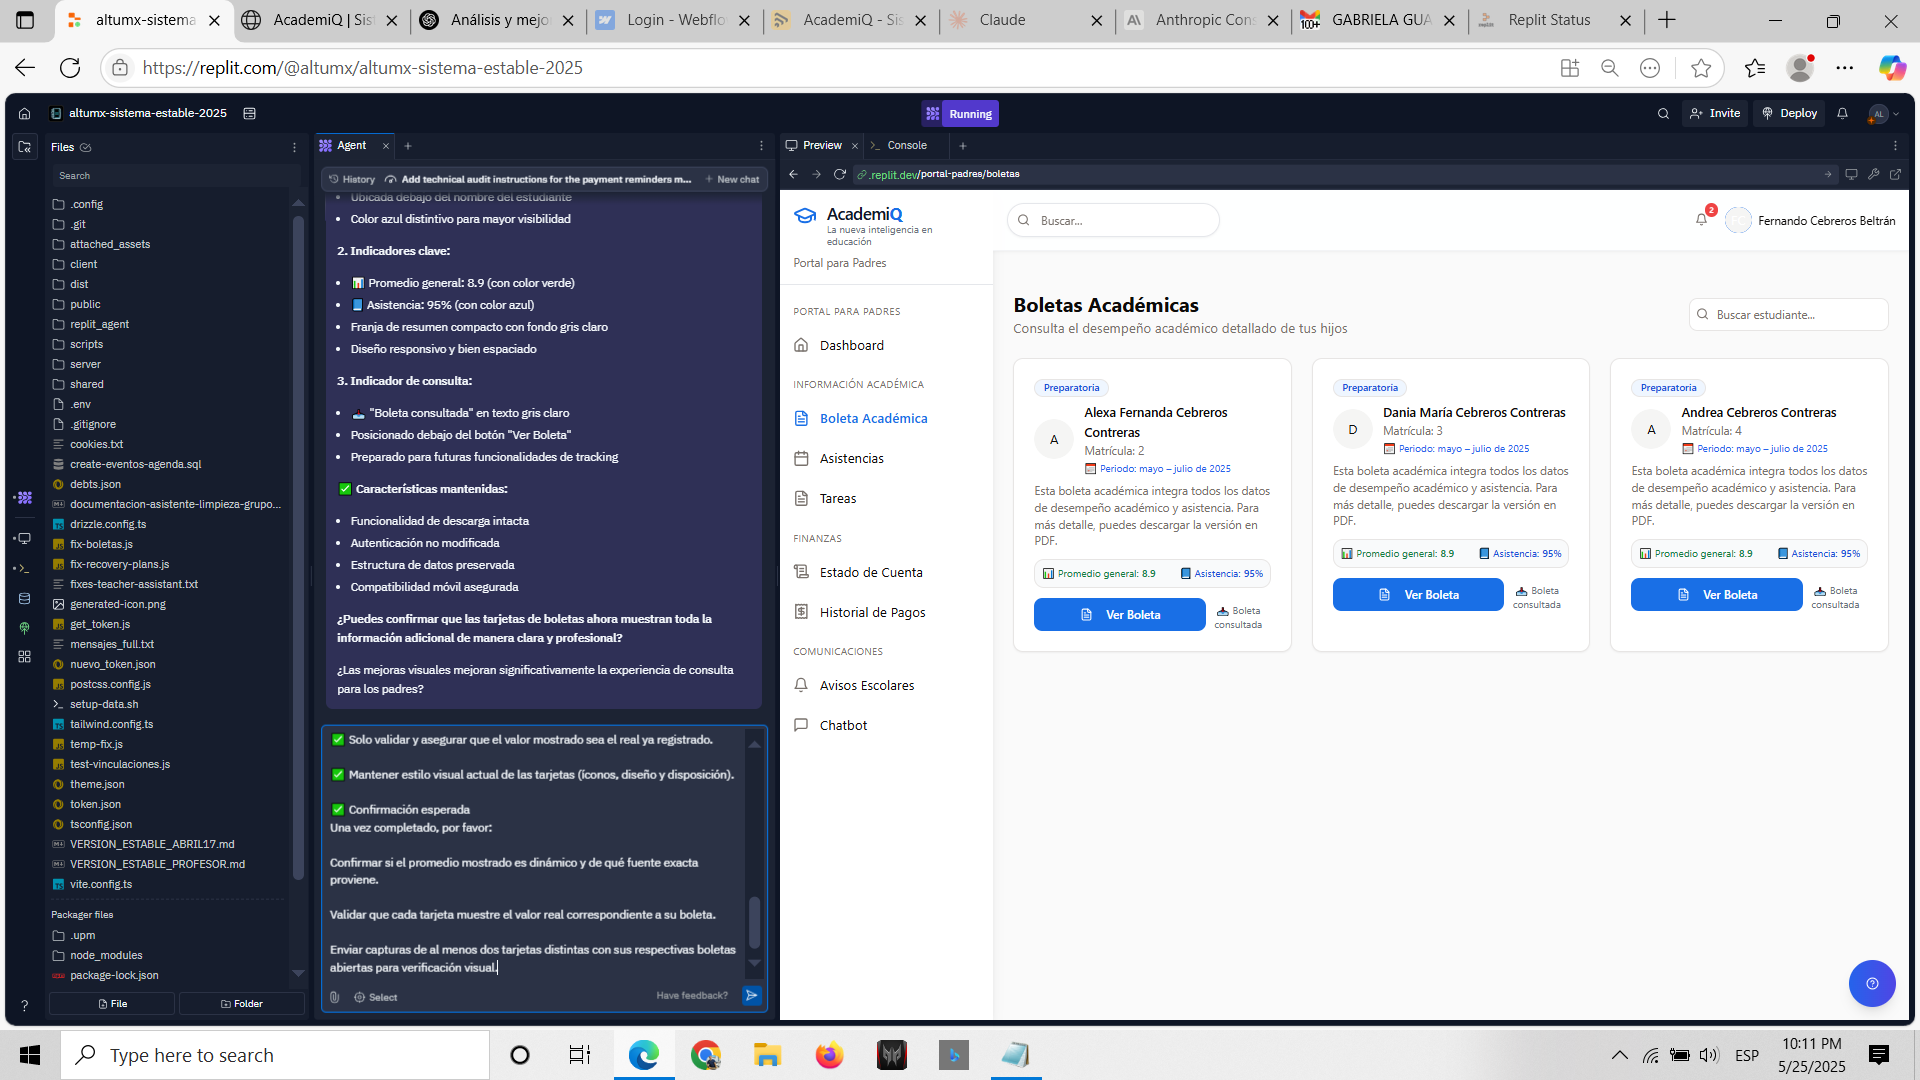 altumx-sistema
AcademiQ | Sis
Análisis y mejo
Login - Webflo
AcademiQ - Sis
Claude
Anthropic Con
100+
GABRIELA GUA
Replit Status
https://replit.com/@altumx/altumx-sistema-estable-2025
altumx-sistema-estable-2025
Running
Invite
Deploy
AL
Files
Search
.config
.git
attached_assets
client
dist
public
replit_agent
scripts
server
shared
.env
.gitignore
cookies.txt
create-eventos-agenda.sql
debts.json
documentacion-asistente-limpieza-grupo...
drizzle.config.ts
fix-boletas.js
fix-recovery-plans.js
fixes-teacher-assistant.txt
generated-icon.png
get_token.js
mensajes_full.txt
nuevo_token.json
postcss.config.js
setup-data.sh
tailwind.config.ts
temp-fix.js
test-vinculaciones.js
theme.json
token.json
tsconfig.json
VERSION_ESTABLE_ABRIL17.md
VERSION_ESTABLE_PROFESOR.md
vite.config.ts
Packager files
.upm
node_modules
package-lock.json
File
Folder
Agent
History
Add technical audit instructions for the payment reminders m...
New chat
• Ubicada debajo del nombre del estudiante
• Color azul distintivo para mayor visibilidad
2. Indicadores clave:
• 📊 Promedio general: 8.9 (con color verde)
• 📘 Asistencia: 95% (con color azul)
• Franja de resumen compacto con fondo gris claro
• Diseño responsivo y bien espaciado
3. Indicador de consulta:
• 📥 "Boleta consultada" en texto gris claro
• Posicionado debajo del botón "Ver Boleta"
• Preparado para futuras funcionalidades de tracking
✅ Características mantenidas:
• Funcionalidad de descarga intacta
• Autenticación no modificada
• Estructura de datos preservada
• Compatibilidad móvil asegurada
¿Puedes confirmar que las tarjetas de boletas ahora muestran toda la
información adicional de manera clara y profesional?
¿Las mejoras visuales mejoran significativamente la experiencia de consulta
para los padres?
✅ Solo validar y asegurar que el valor mostrado sea el real ya registrado.
✅ Mantener estilo visual actual de las tarjetas (íconos, diseño y disposición).
✅ Confirmación esperada
Una vez completado, por favor:
Confirmar si el promedio mostrado es dinámico y de qué fuente exacta
proviene.
Validar que cada tarjeta muestre el valor real correspondiente a su boleta.
Enviar capturas de al menos dos tarjetas distintas con sus respectivas boletas
abiertas para verificación visual.
Select
Have feedback?
Preview
Console
.replit.dev/portal-padres/boletas
AcademiQ
La nueva inteligencia en
educación
Portal para Padres
PORTAL PARA PADRES
Dashboard
INFORMACIÓN ACADÉMICA
Boleta Académica
Asistencias
Tareas
FINANZAS
Estado de Cuenta
Historial de Pagos
COMUNICACIONES
Avisos Escolares
Chatbot
Buscar...
2
Fernando Cebreros Beltrán
Boletas Académicas
Consulta el desempeño académico detallado de tus hijos
Buscar estudiante...
Preparatoria
A
Alexa Fernanda Cebreros
Contreras
Matrícula: 2
Periodo: mayo – julio de 2025
Esta boleta académica integra todos los datos
de desempeño académico y asistencia. Para
más detalle, puedes descargar la versión en
PDF.
📊 Promedio general: 8.9
📘 Asistencia: 95%
Ver Boleta
📥 Boleta
consultada
Preparatoria
D
Dania María Cebreros Contreras
Matrícula: 3
Periodo: mayo – julio de 2025
Esta boleta académica integra todos los datos
de desempeño académico y asistencia. Para
más detalle, puedes descargar la versión en
PDF.
📊 Promedio general: 8.9
📘 Asistencia: 95%
Ver Boleta
📥 Boleta
consultada
Preparatoria
A
Andrea Cebreros Contreras
Matrícula: 4
Periodo: mayo – julio de 2025
Esta boleta académica integra todos los datos
de desempeño académico y asistencia. Para
más detalle, puedes descargar la versión en
PDF.
📊 Promedio general: 8.9
📘 Asistencia: 95%
Ver Boleta
📥 Boleta
consultada
Type here to search
ESP
10:11 PM
5/25/2025